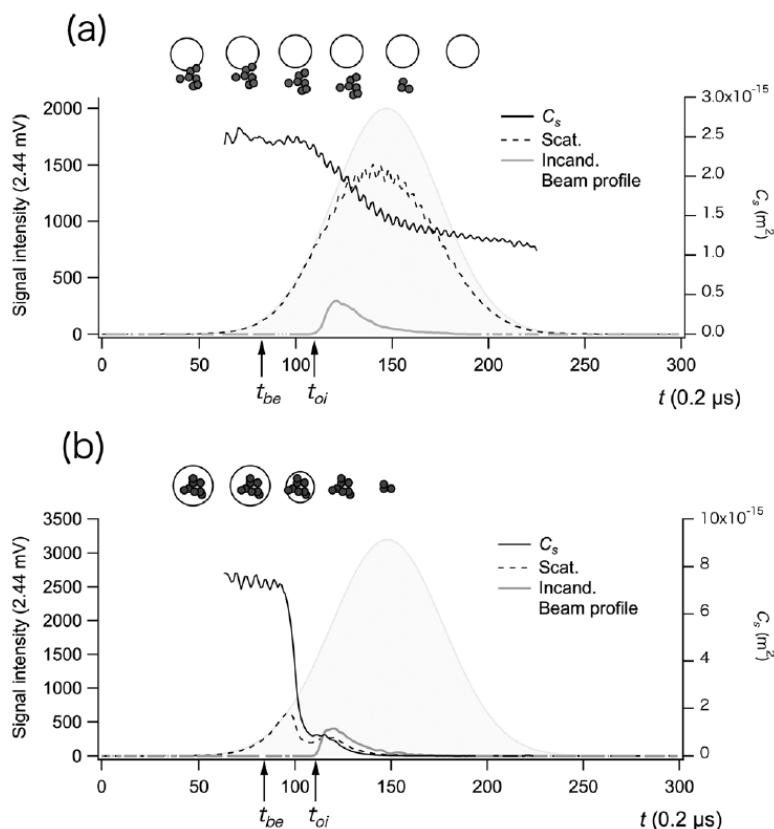 (a)
2000
1500
1000
500
0
Signal intensity (2.44 mV)
3.0x10⁻¹⁵
2.5
2.0
1.5
1.0
0.5
0.0
Cₛ (m²)
Cₛ
Scat.
Incand.
Beam profile
0 50 100 150 200 250 300
t_be t_oi t (0.2 µs)
(b)
3500
3000
2500
2000
1500
1000
500
0
Signal intensity (2.44 mV)
10x10⁻¹⁵
8
6
4
2
0
Cₛ (m²)
Cₛ
Scat.
Incand.
Beam profile
0 50 100 150 200 250 300
t_be t_oi t (0.2 µs)